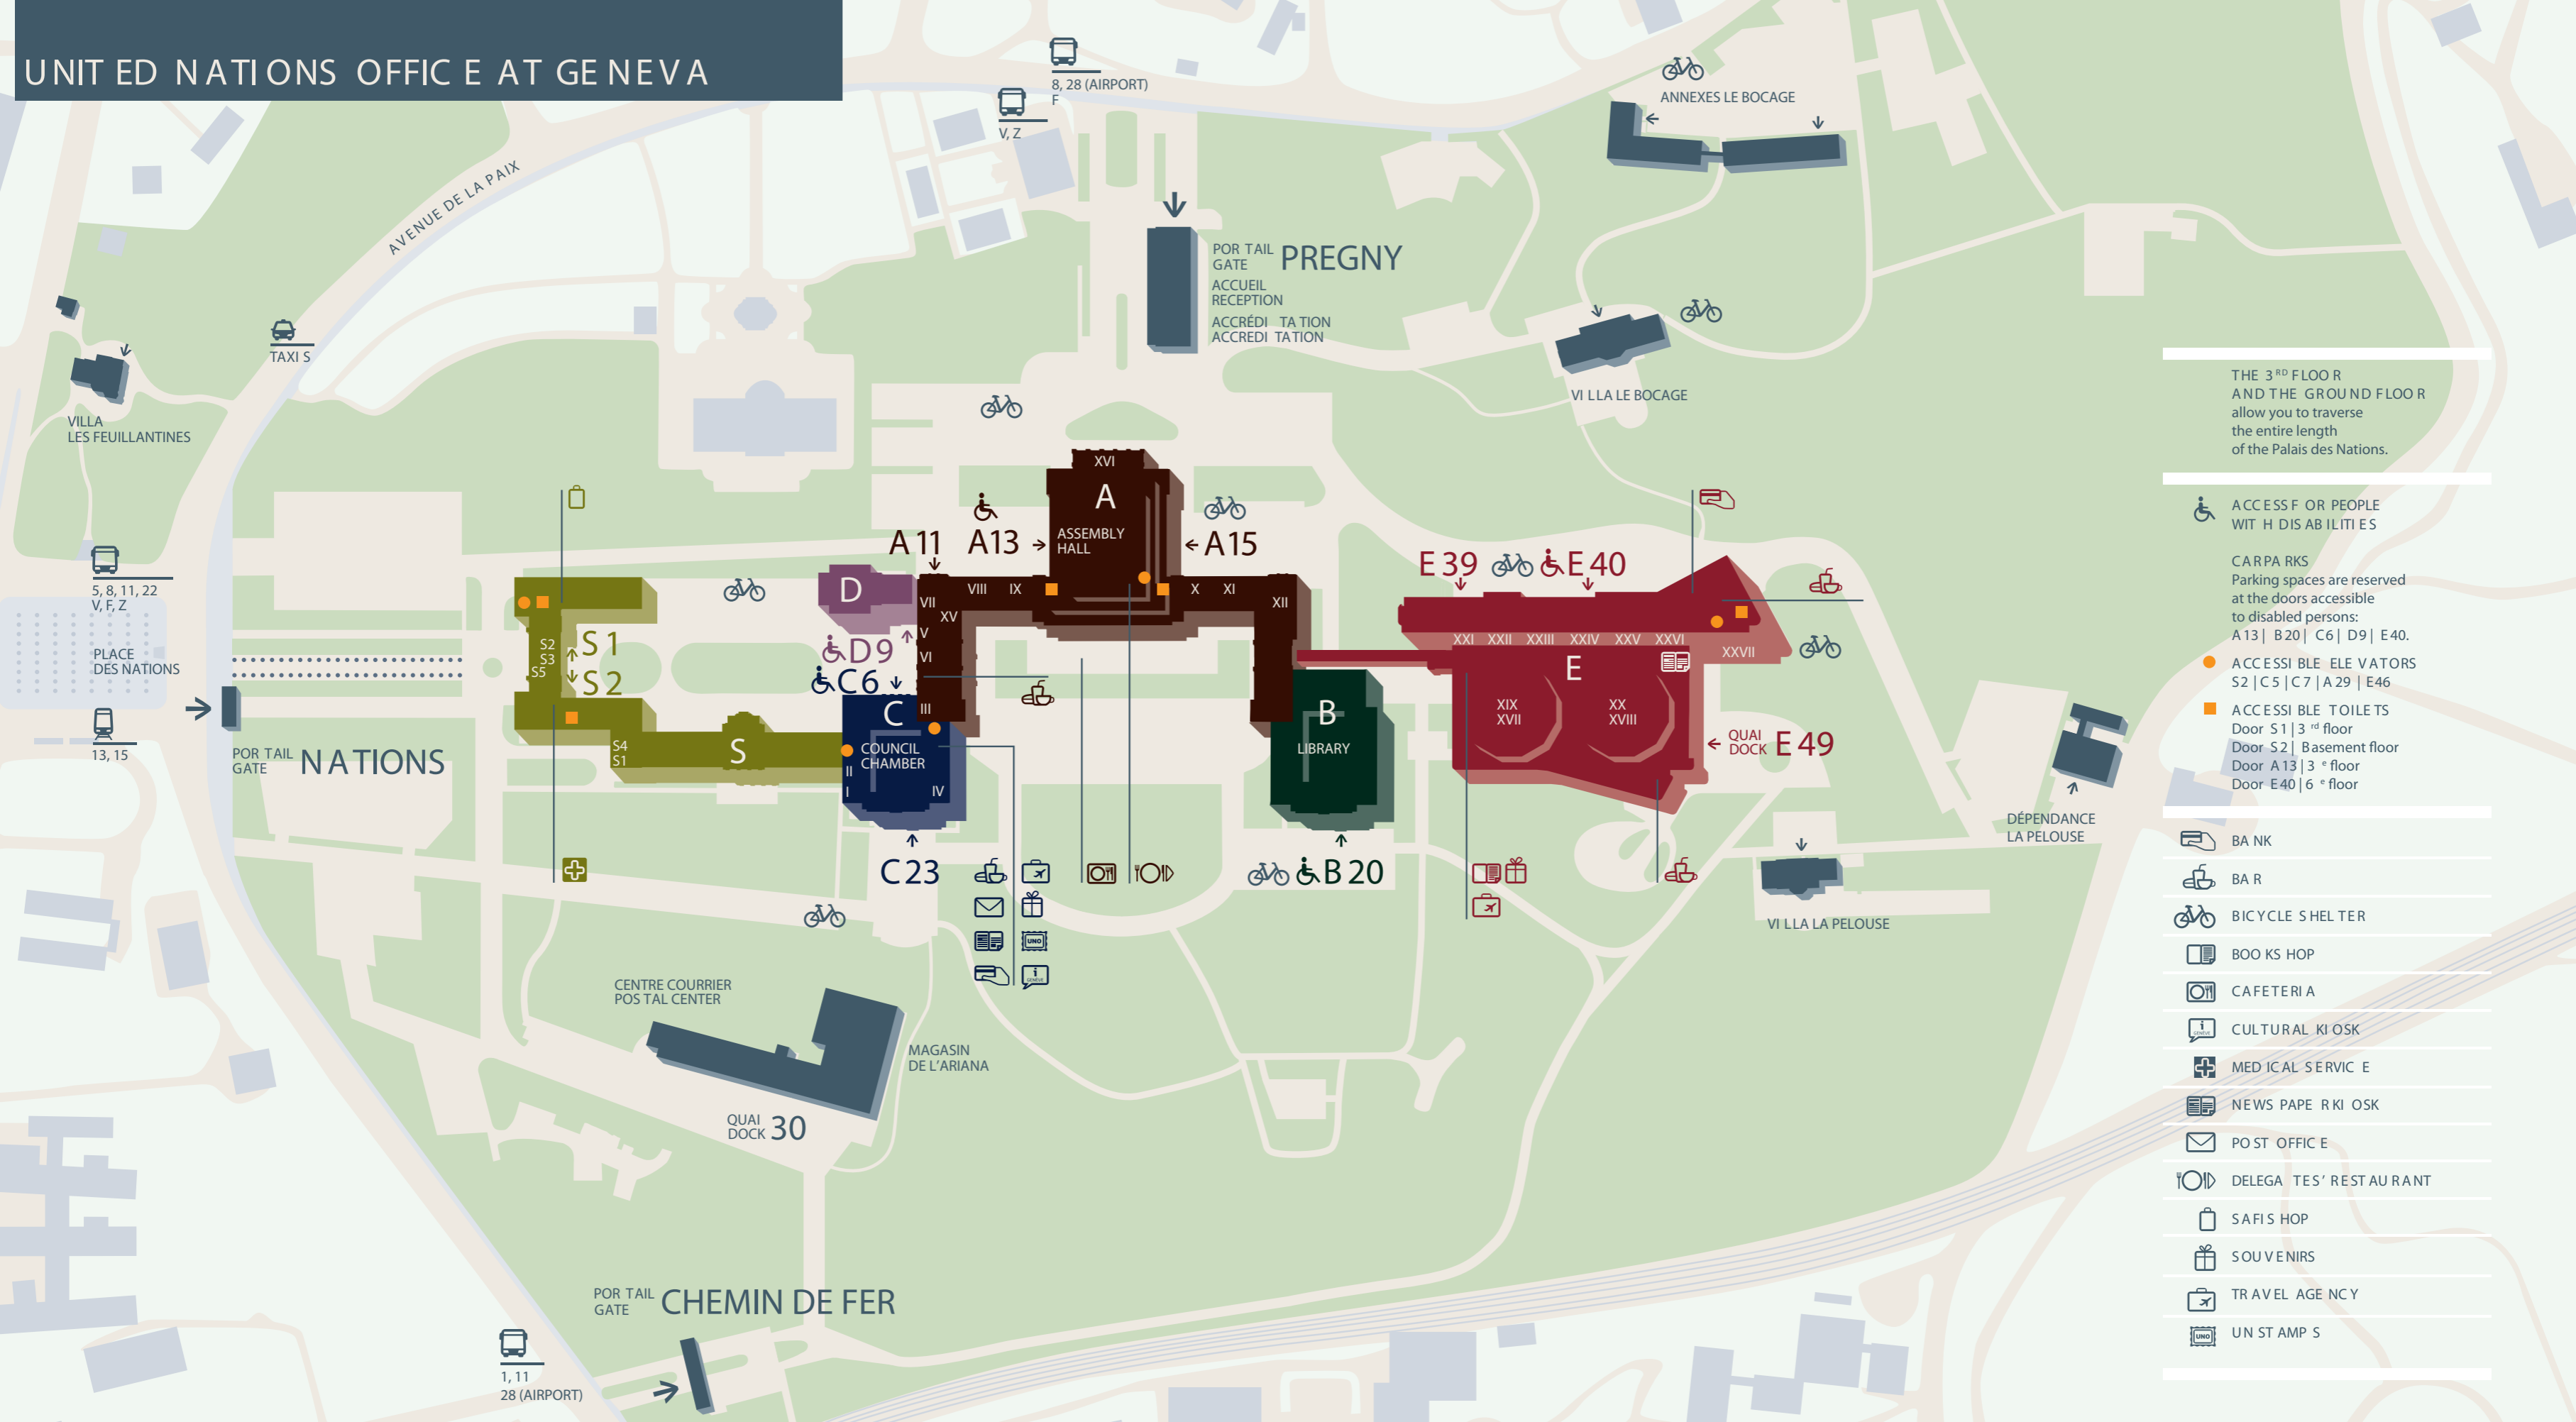 UNITED NATIONS OFFICE AT GENEVA
8, 28 (AIRPORT)
F
V, Z
ANNEXES LE BOCAGE
AVENUE DE LA PAIX
PORTAIL
GATE
PREGNY
ACCUEIL
RECEPTION
ACCRÉDITATION
ACCREDITATION
TAXIS
VILLA
LES FEUILLANTINES
VILLA LE BOCAGE
5, 8, 11, 22
V, F, Z
PLACE
DES NATIONS
13, 15
PORTAIL
GATE
NATIONS
S2
S3
S5
S1
S2
S4
S1
S
D
D9
C6
A11
A13
A15
XVI
A
ASSEMBLY
HALL
VIII
IX
X
XI
XII
VII
XV
V
VI
III
C
COUNCIL
CHAMBER
II
I
IV
C23
B
LIBRARY
B20
E39
E40
XXI
XXII
XXIII
XXIV
XXV
XXVI
XXVII
E
XIX
XVII
XX
XVIII
QUAI
DOCK
E49
UNO
i
GENÈVE
DÉPENDANCE
LA PELOUSE
VILLA LA PELOUSE
CENTRE COURRIER
POSTAL CENTER
MAGASIN
DE L'ARIANA
QUAI
DOCK
30
PORTAIL
GATE
CHEMIN DE FER
1, 11
28 (AIRPORT)
THE 3RD FLOOR
AND THE GROUND FLOOR
allow you to traverse
the entire length
of the Palais des Nations.
ACCESS FOR PEOPLE
WITH DISABILITIES
CAR PARKS
Parking spaces are reserved
at the doors accessible
to disabled persons:
A13 | B20 | C6 | D9 | E40.
ACCESSIBLE ELEVATORS
S2 | C5 | C7 | A29 | E46
ACCESSIBLE TOILETS
Door S1 | 3rd floor
Door S2 | Basement floor
Door A13 | 3e floor
Door E40 | 6e floor
BANK
BAR
BICYCLE SHELTER
BOOKSHOP
CAFETERIA
i
GENÈVE
CULTURAL KIOSK
MEDICAL SERVICE
NEWSPAPER KIOSK
POST OFFICE
DELEGATES' RESTAURANT
SAFI SHOP
SOUVENIRS
TRAVEL AGENCY
UNO
UN STAMPS